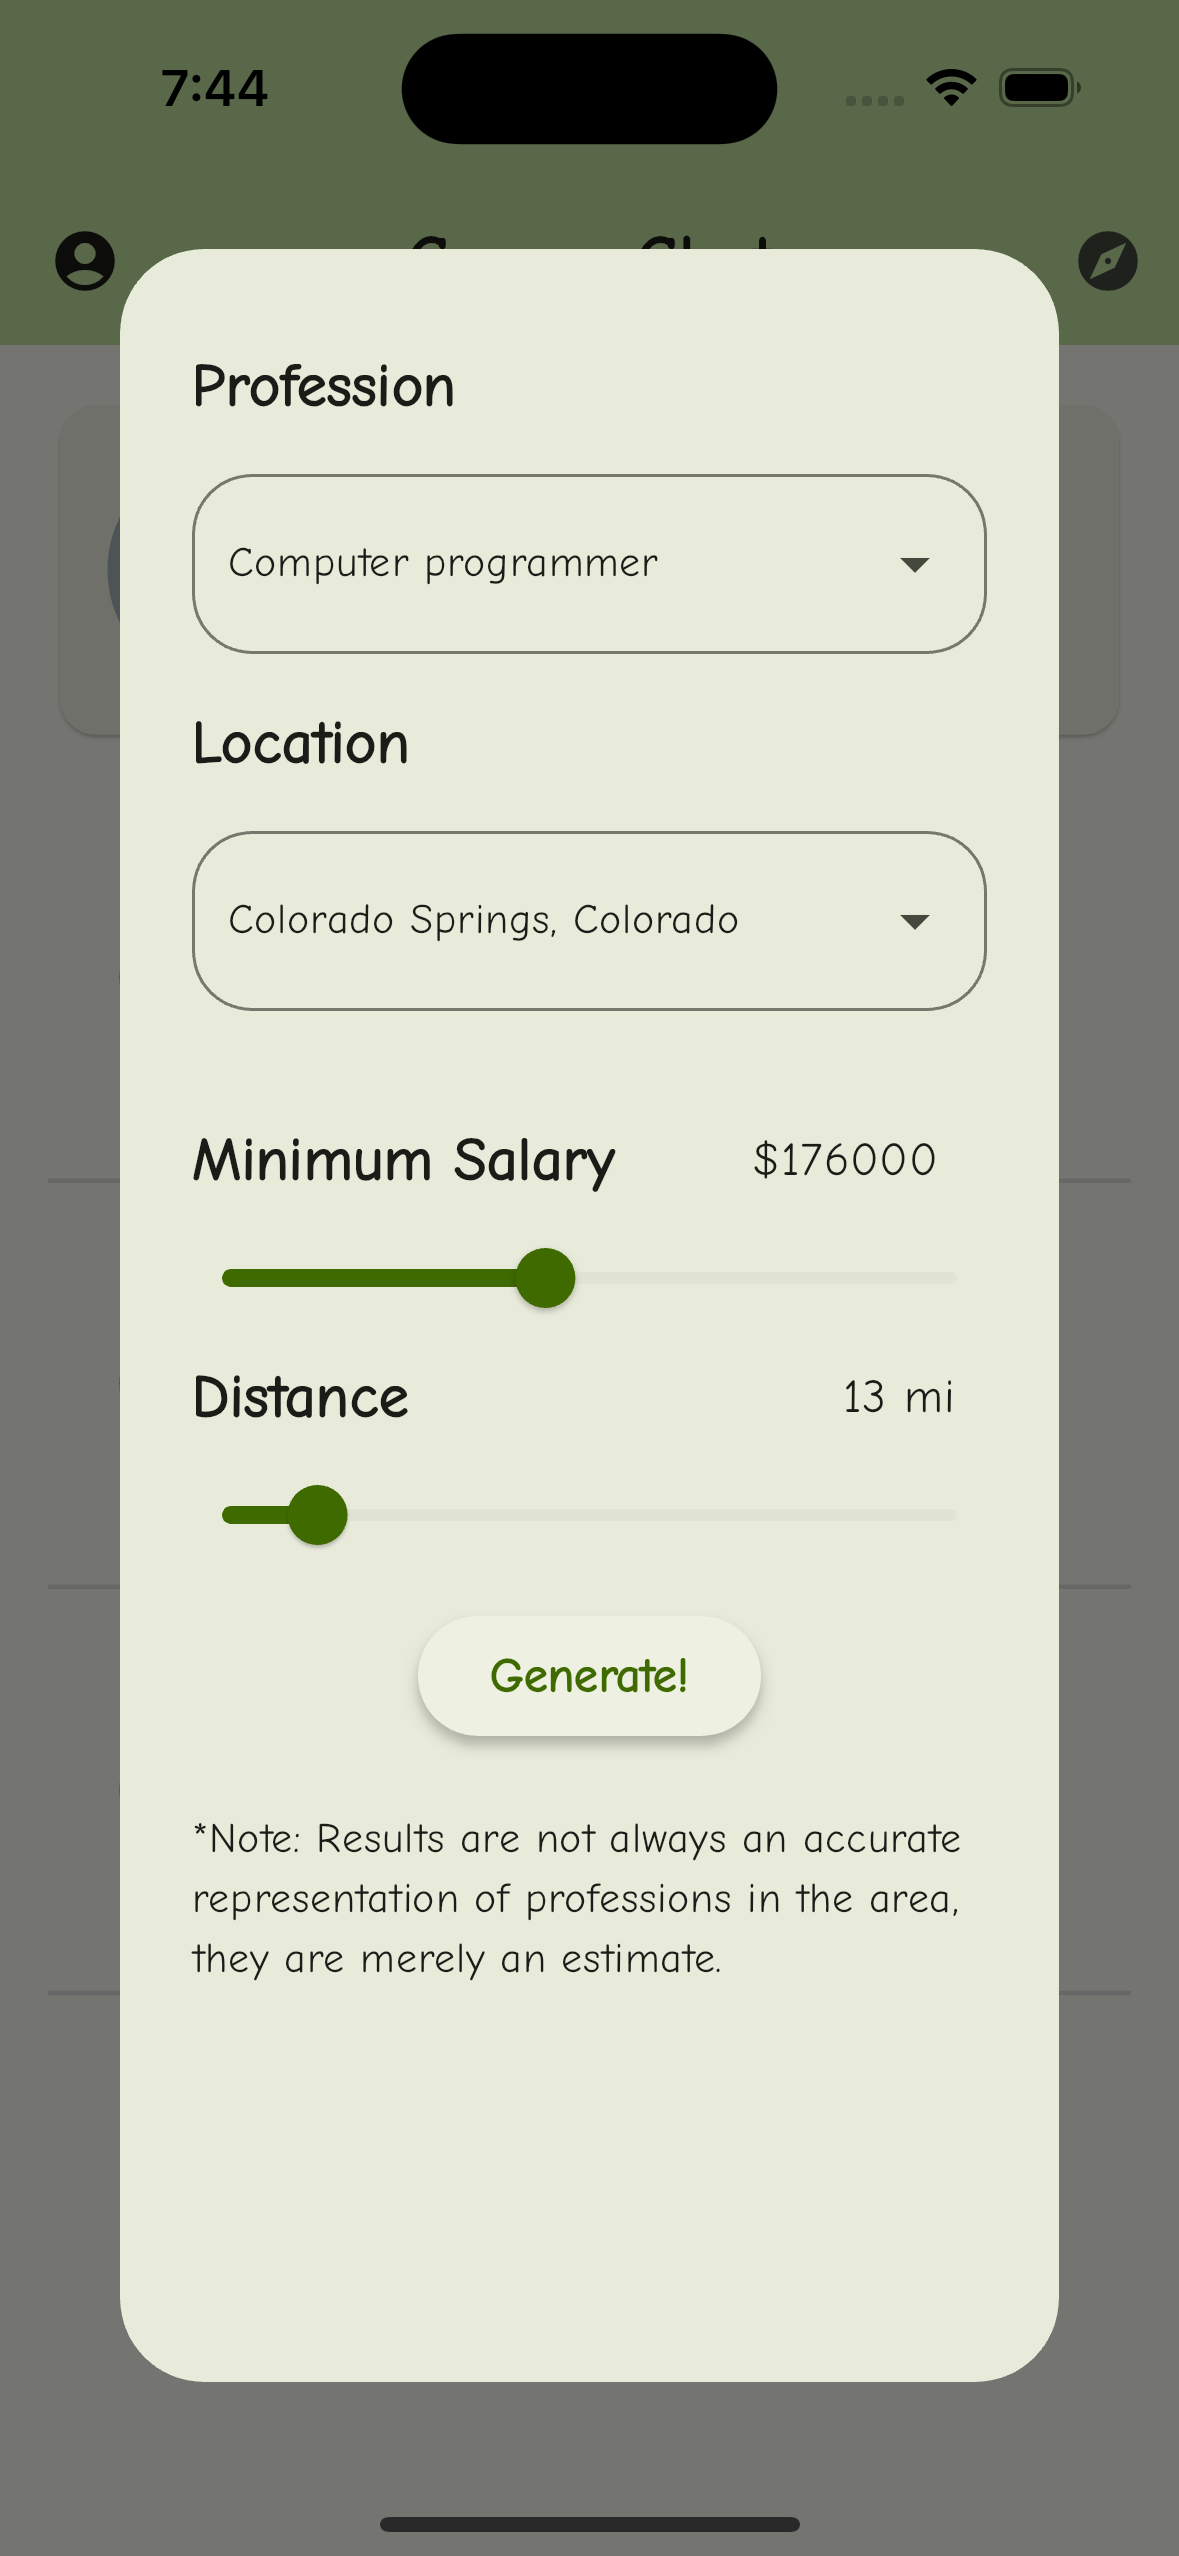 7:44
Profession
Computer programmer
Location
Colorado Springs, Colorado
Minimum Salary $176000
Distance 13 mi
Generate!
*Note: Results are not always an accurate
representation of professions in the area,
they are merely an estimate.